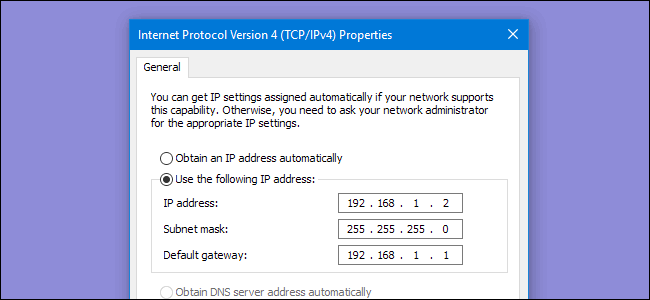 Internet Protocol Version 4 (TCP/IPv4) Properties
General
You can get IP settings assigned automatically if your network supports
this capability. Otherwise, you need to ask your network administrator
for the appropriate IP settings.
Obtain an IP address automatically
Use the following IP address:
IP address: 192 . 168 . 1 . 2
Subnet mask: 255 . 255 . 255 . 0
Default gateway: 192 . 168 . 1 . 1
Obtain DNS server address automatically